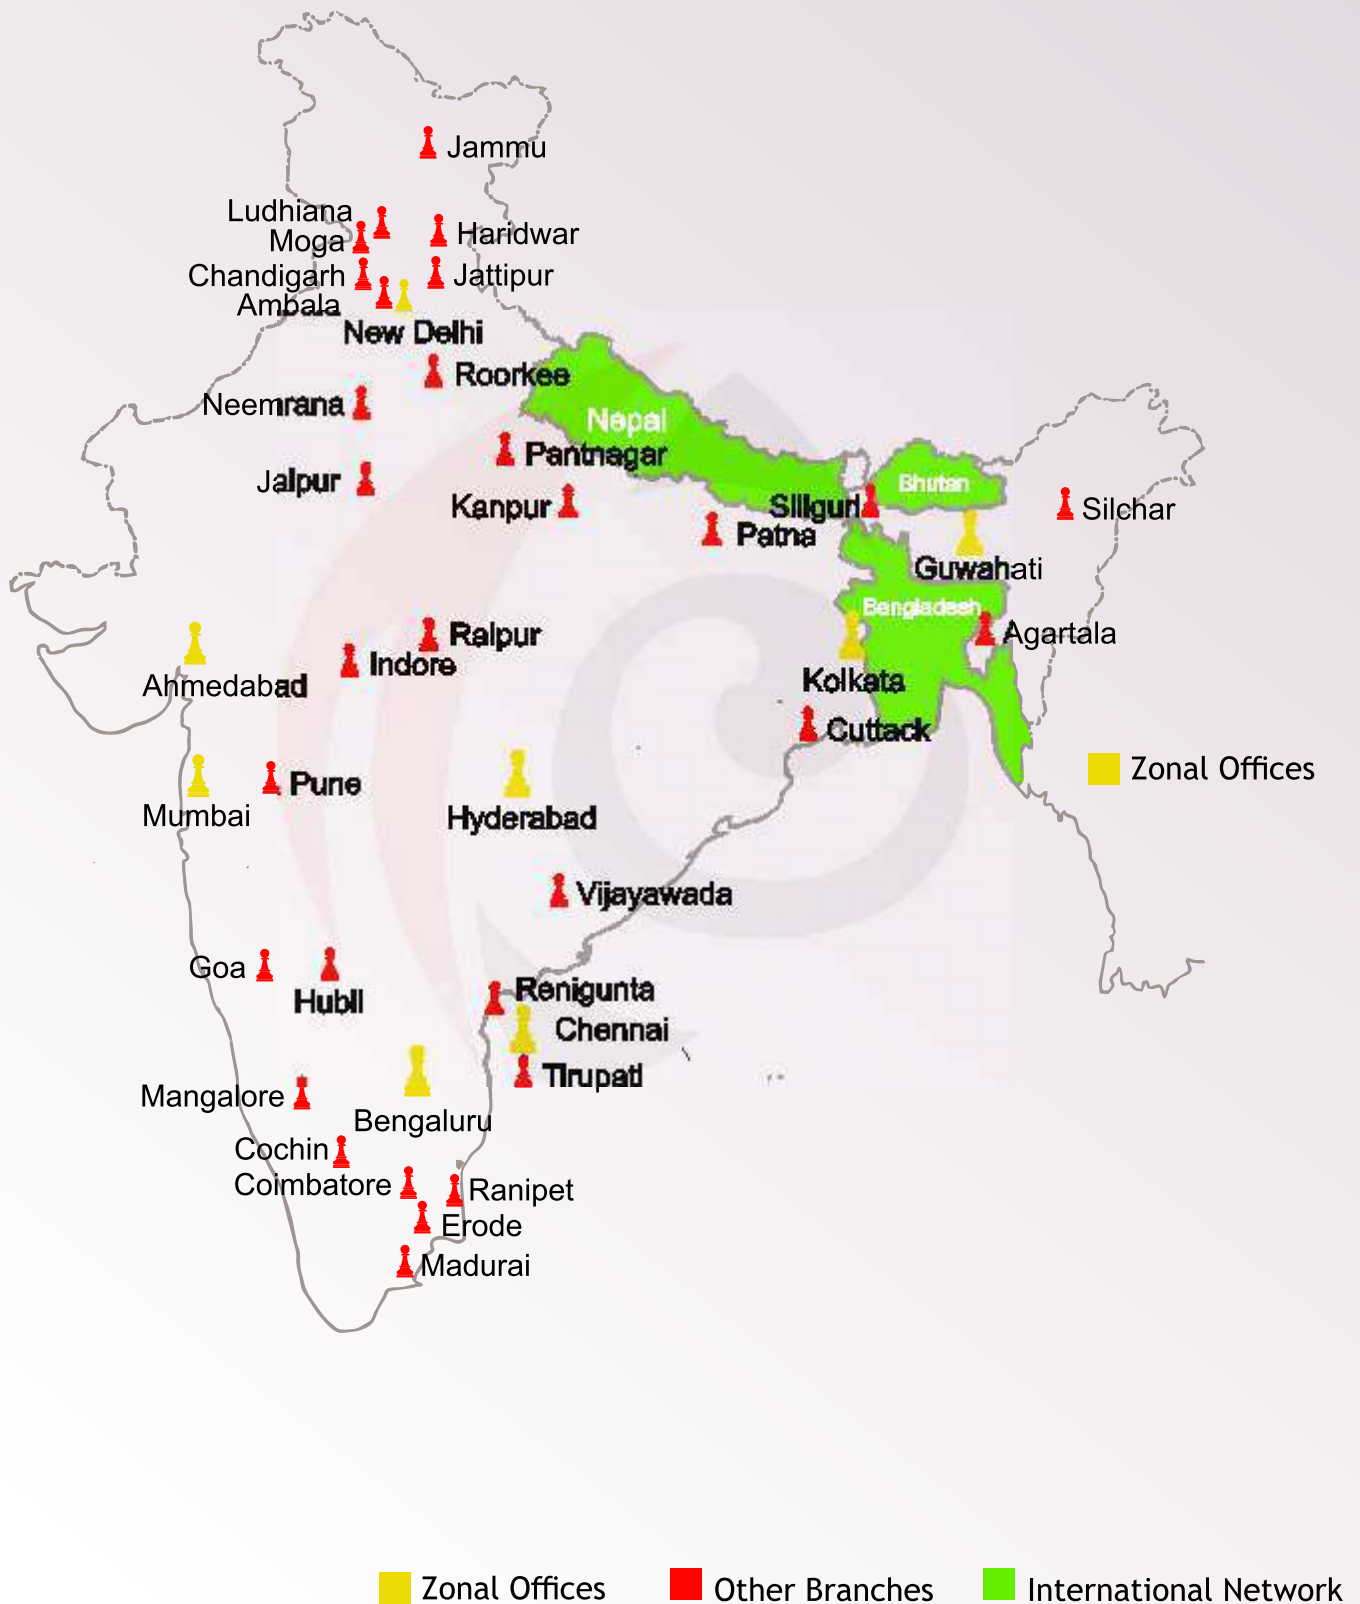 Jammu
Ludhiana
Moga
Haridwar
Chandigarh
Jattipur
Ambala
New Delhi
Roorkee
Neemrana
Nepal
Pantnagar
Jaipur
Kanpur
Siliguri
Bhutan
Patna
Silchar
Guwahati
Bengladesh
Raipur
Agartala
Indore
Ahmedabad
Kolkata
Cuttack
Zonal Offices
Pune
Mumbai
Hyderabad
Vijayawada
Goa
Hubli
Renigunta
Chennai
Tirupati
Mangalore
Bengaluru
Cochin
Coimbatore
Ranipet
Erode
Madurai
Zonal Offices
Other Branches
International Network